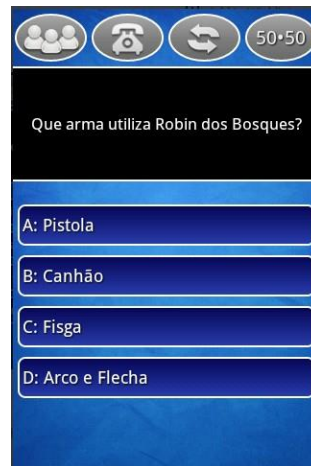 50•50
Que arma utiliza Robin dos Bosques?
A: Pistola
B: Canhão
C: Fisga
D: Arco e Flecha